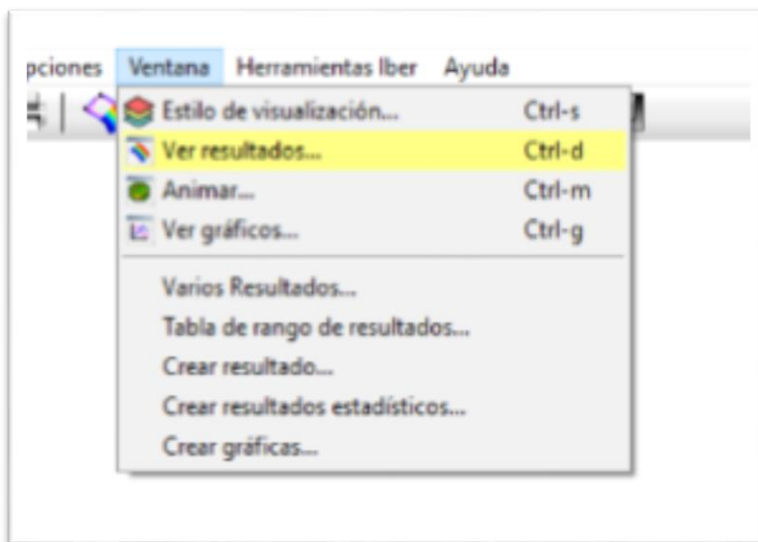 pciones Ventana Herramientas Iber Ayuda
Estilo de visualización... Ctrl-s
Ver resultados... Ctrl-d
Animar... Ctrl-m
Ver gráficos... Ctrl-g
Varios Resultados...
Tabla de rango de resultados...
Crear resultado...
Crear resultados estadísticos...
Crear gráficas...